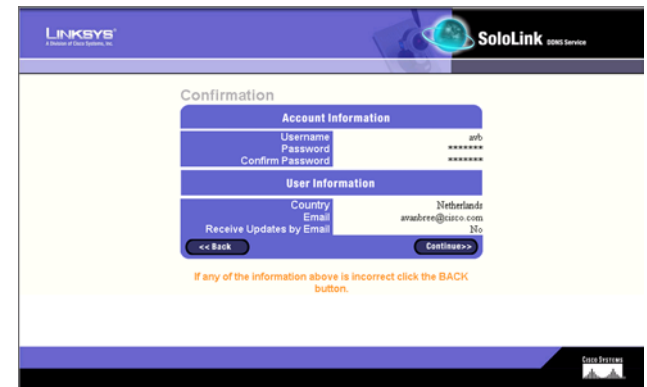 LINKSYS®
A Division of Cisco Systems, Inc.
SoloLink DDNS Service
Confirmation
Account Information
Username avb
Password *******
Confirm Password *******
User Information
Country Netherlands
Email avanbree@cisco.com
Receive Updates by Email No
<< Back Continue>>
If any of the information above is incorrect click the BACK
button.
CISCO SYSTEMS